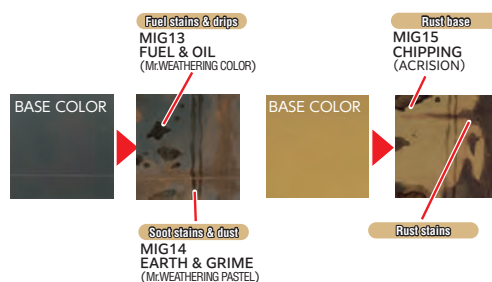 Fuel stains & drips
MIG13
FUEL & OIL
(Mr.WEATHERING COLOR)
BASE COLOR
Soot stains & dust
MIG14
EARTH & GRIME
(Mr.WEATHERING PASTEL)
Rust base
MIG15
CHIPPING
(ACRISION)
BASE COLOR
Rust stains